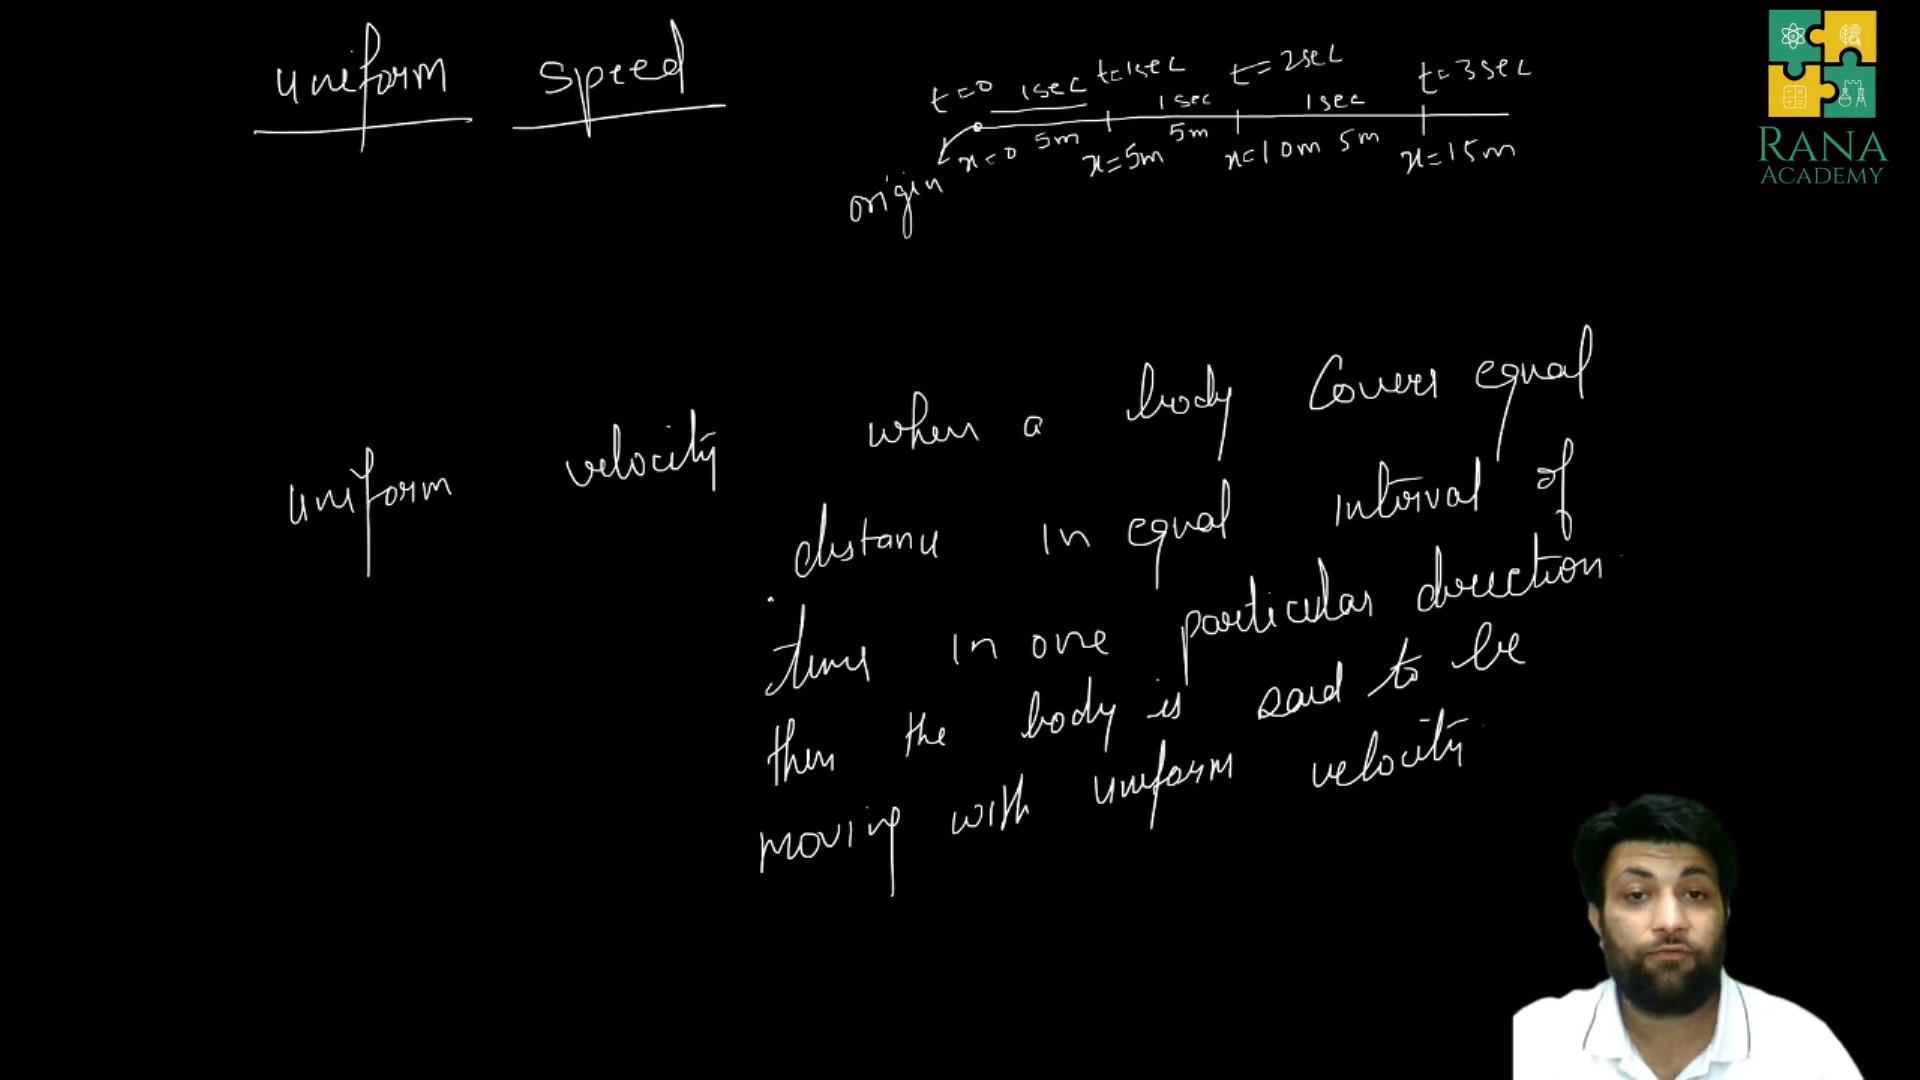 uniform speed
t=0 1sec t=1sec t=2sec t=3sec
1sec 1sec
5m 5m 5m
x=0 x=5m x=10m x=15m
origin
RANA
ACADEMY
uniform velocity when a body covers equal
distance in equal interval of
time in one particular direction
then the body is said to be
moving with uniform velocity